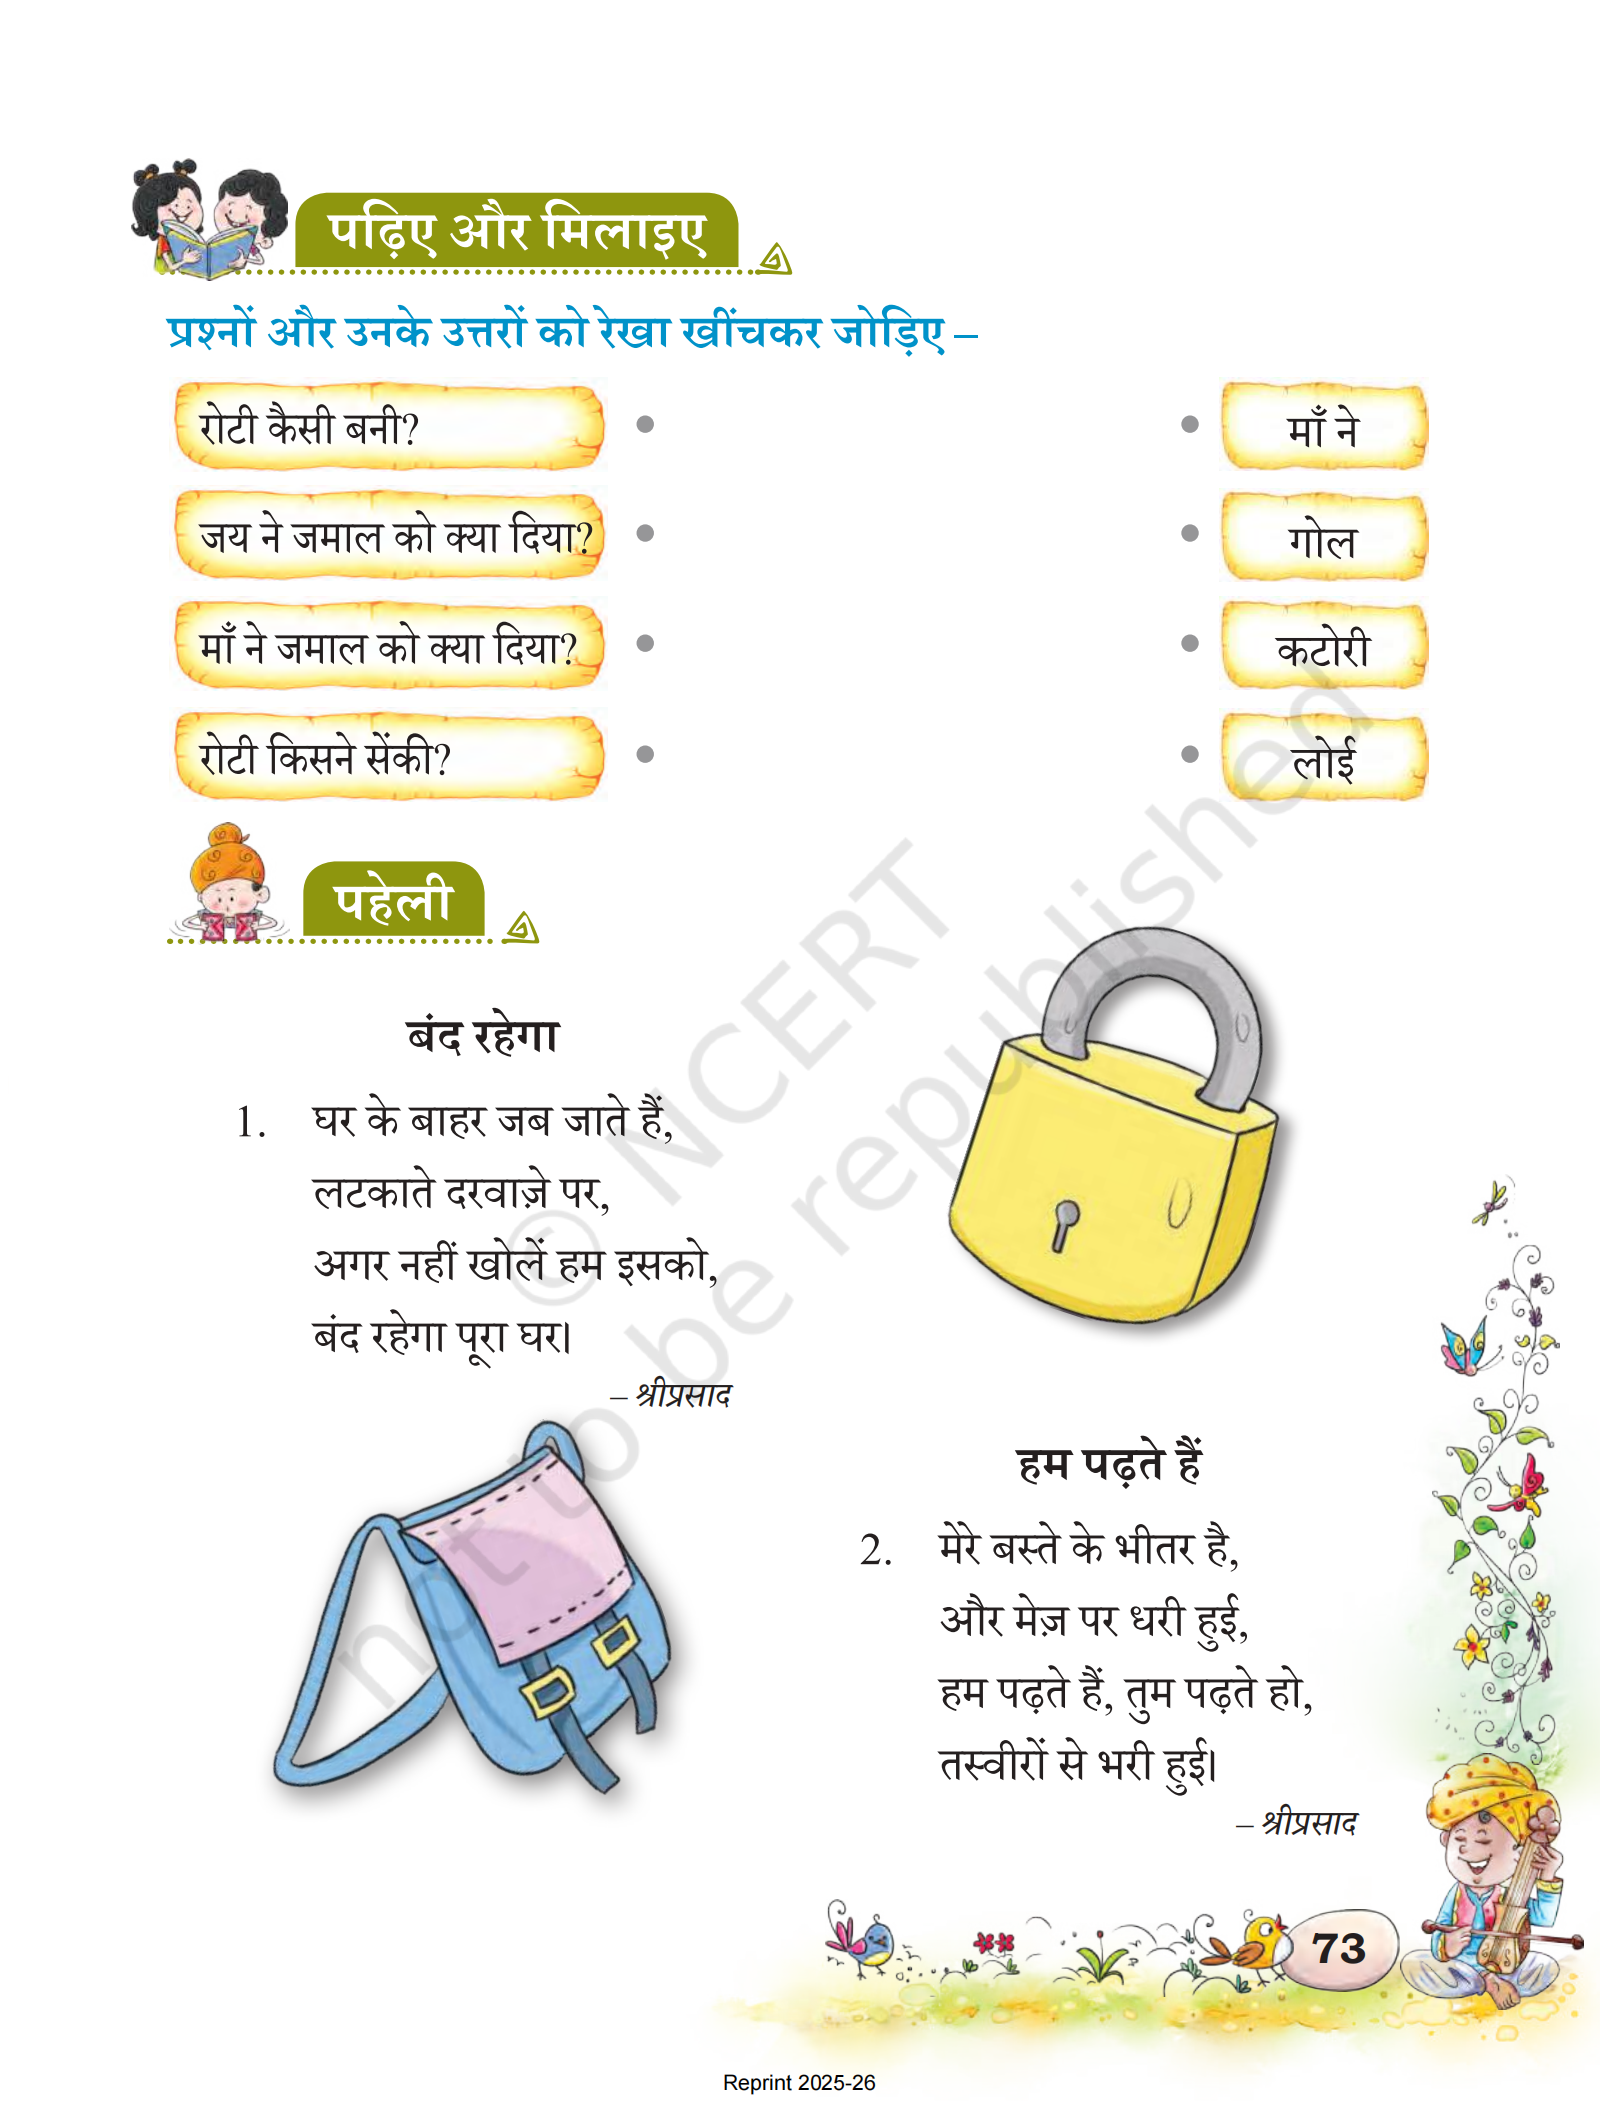 पढ़िए और मिलाइए
प्रश्नों और उनके उत्तरों को रेखा खींचकर जोड़िए –
रोटी कैसी बनी?
माँ ने
जय ने जमाल को क्या दिया?
गोल
माँ ने जमाल को क्या दिया?
कटोरी
रोटी किसने सेंकी?
लोई
पहेली
बंद रहेगा
1. घर के बाहर जब जाते हैं,
लटकाते दरवाज़े पर,
अगर नहीं खोलें हम इसको,
बंद रहेगा पूरा घर।
– श्रीप्रसाद
हम पढ़ते हैं
2. मेरे बस्ते के भीतर है,
और मेज़ पर धरी हुई,
हम पढ़ते हैं, तुम पढ़ते हो,
तस्वीरों से भरी हुई।
– श्रीप्रसाद
73
© NCERT
not to be republished
Reprint 2025-26